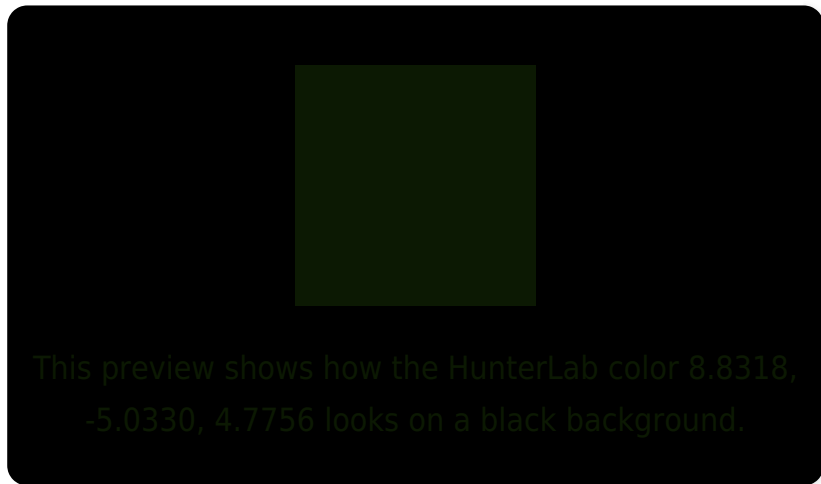 This preview shows how the HunterLab color 8.8318,
-5.0330, 4.7756 looks on a black background.